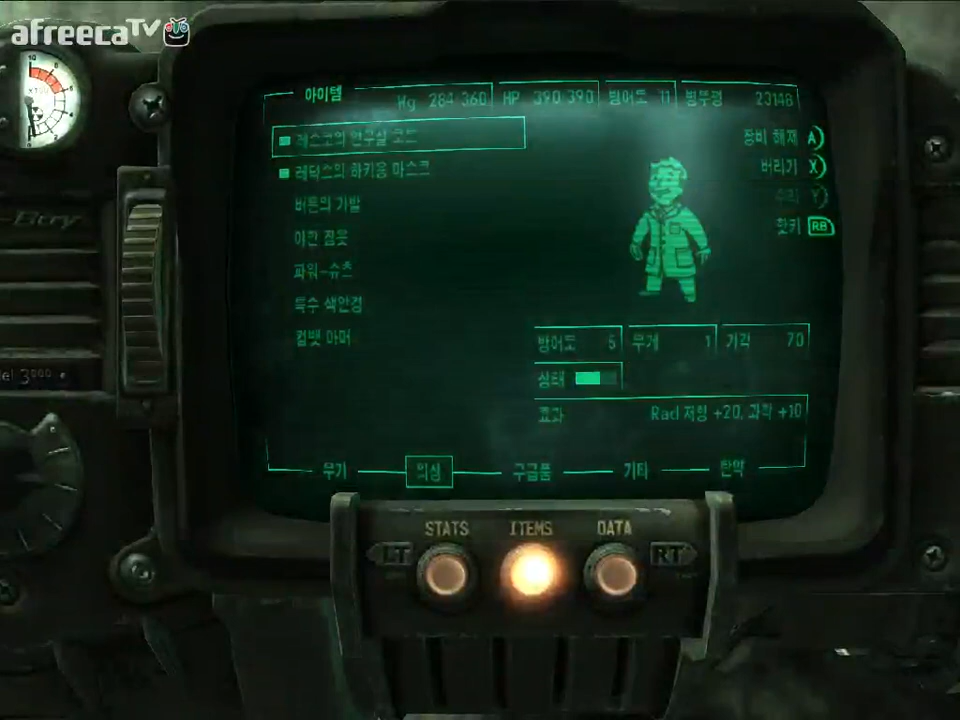 afreecaTV
아이템 Kg 284 360 HP 390 390 방어도 11 병뚜껑 23148
레스코의 연구실 코트 장비 해제 A)
레딕스의 하키용 마스크 버리기 X)
버튼의 가발 수리 Y)
야한 잠옷 핫키 RB
파워-슈츠
특수 색안경
컴뱃 아머
방어도 5 무게 1 가격 70
상태
효과 Rad 저항 +20, 과학 +10
무기 의상 구급품 기타 탄약
STATS ITEMS DATA
LT RT